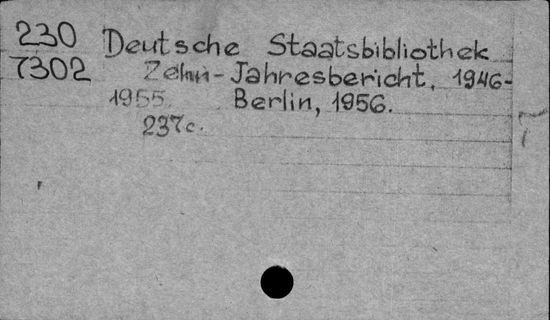 230
7302
Deutsche Staatsbibliothek
Zehn-Jahresbericht, 1946-
1955. Berlin, 1956.
237c.